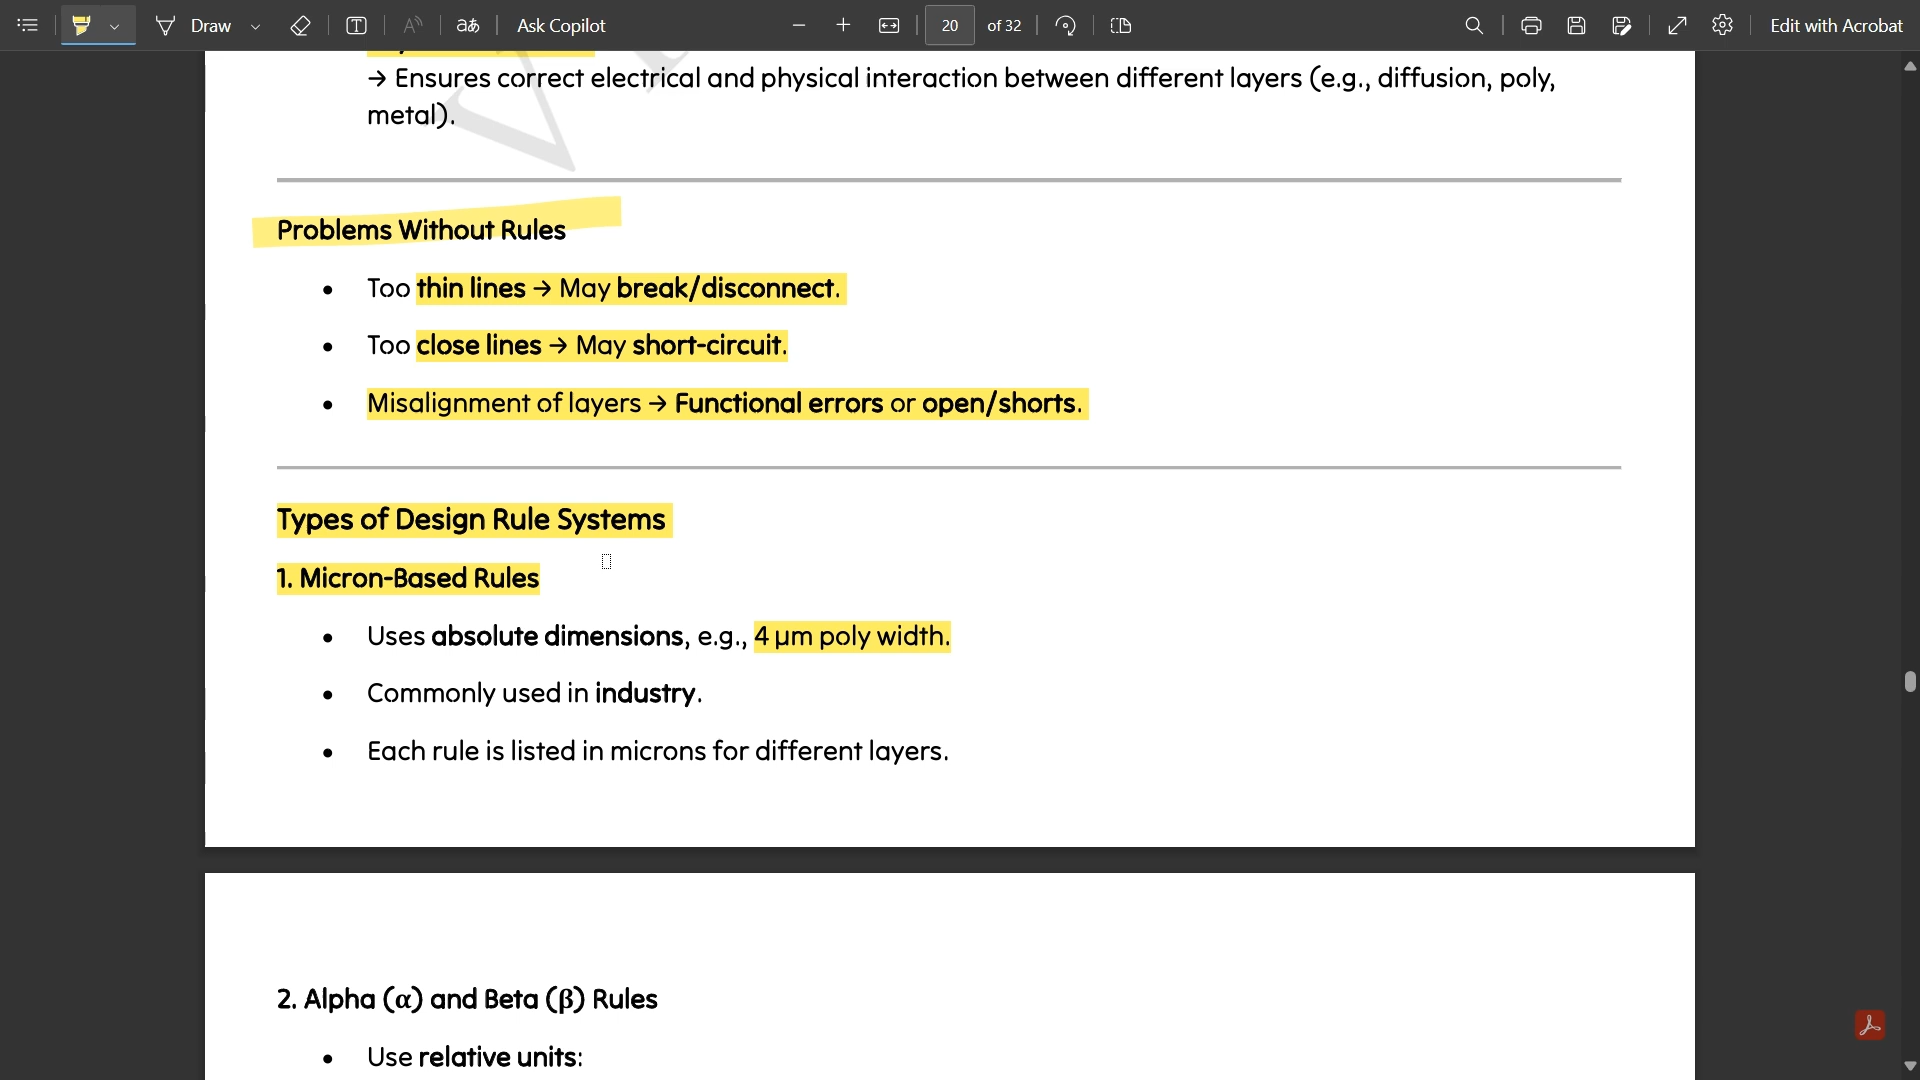 Draw
aあ
Ask Copilot
20 of 32
Edit with Acrobat
→ Ensures correct electrical and physical interaction between different layers (e.g., diffusion, poly,
metal).
Problems Without Rules
• Too thin lines → May break/disconnect.
• Too close lines → May short-circuit.
• Misalignment of layers → Functional errors or open/shorts.
Types of Design Rule Systems
1. Micron-Based Rules
• Uses absolute dimensions, e.g., 4 µm poly width.
• Commonly used in industry.
• Each rule is listed in microns for different layers.
2. Alpha (α) and Beta (β) Rules
• Use relative units: